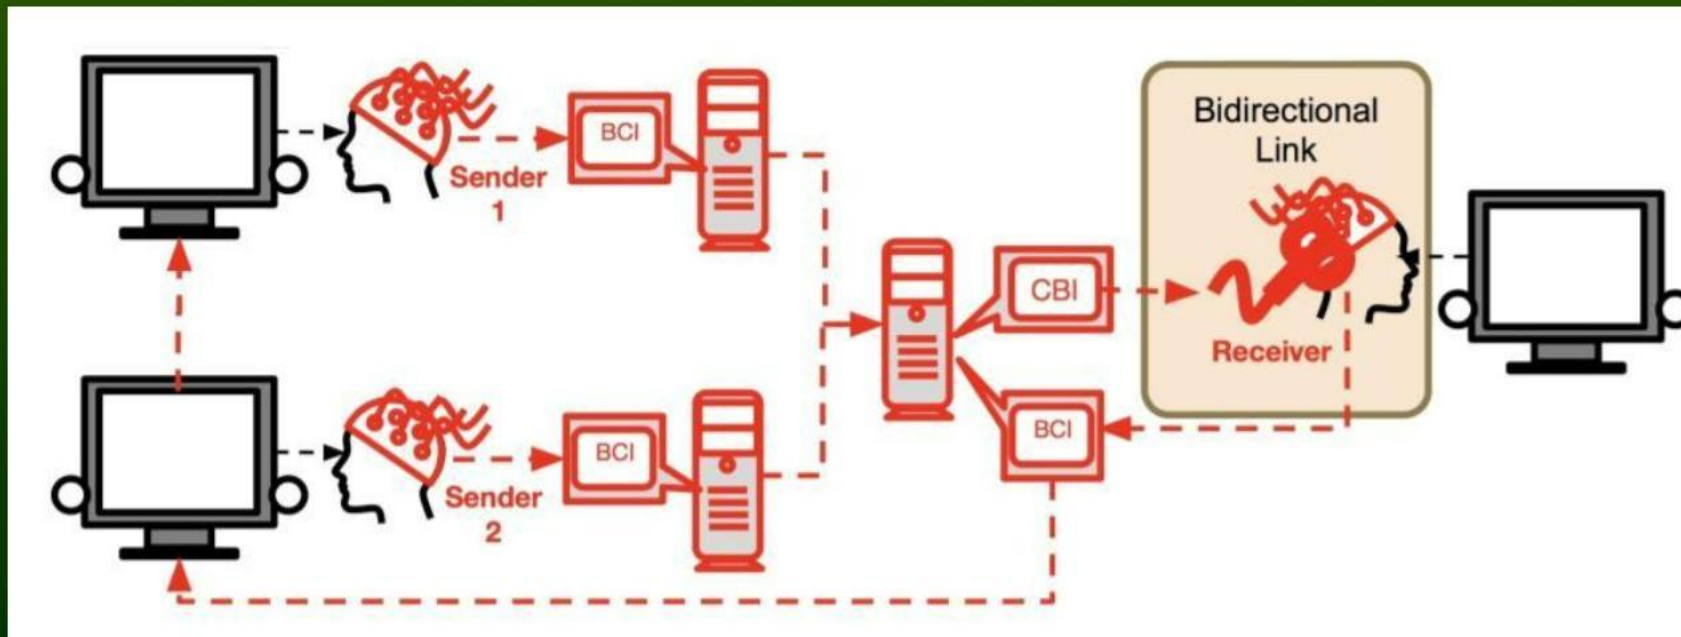 BCI
Sender
1
Bidirectional
Link
CBI
Receiver
BCI
BCI
Sender
2